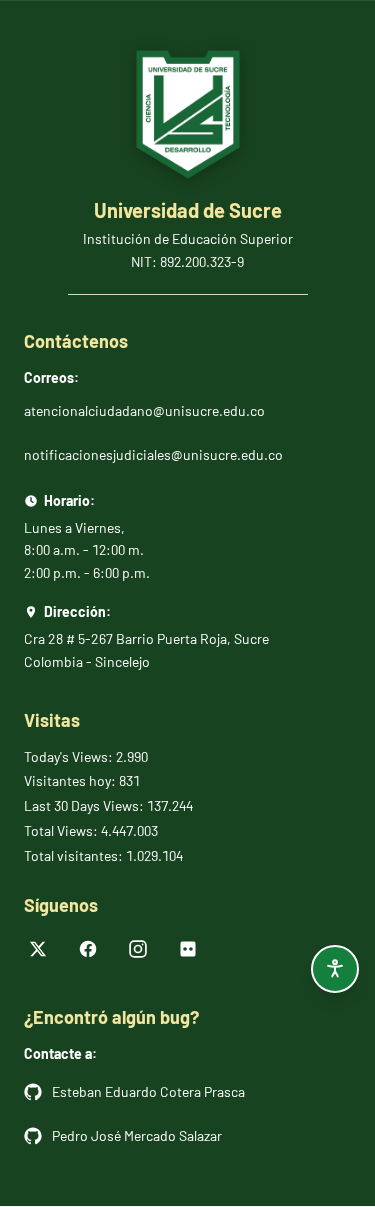 UNIVERSIDAD DE SUCRE
CIENCIA
TECNOLOGÍA
DESARROLLO
Universidad de Sucre
Institución de Educación Superior
NIT: 892.200.323-9
Contáctenos
Correos:
atencionalciudadano@unisucre.edu.co
notificacionesjudiciales@unisucre.edu.co
Horario:
Lunes a Viernes,
8:00 a.m. - 12:00 m.
2:00 p.m. - 6:00 p.m.
Dirección:
Cra 28 # 5-267 Barrio Puerta Roja, Sucre
Colombia - Sincelejo
Visitas
Today's Views: 2.990
Visitantes hoy: 831
Last 30 Days Views: 137.244
Total Views: 4.447.003
Total visitantes: 1.029.104
Síguenos
¿Encontró algún bug?
Contacte a:
Esteban Eduardo Cotera Prasca
Pedro José Mercado Salazar